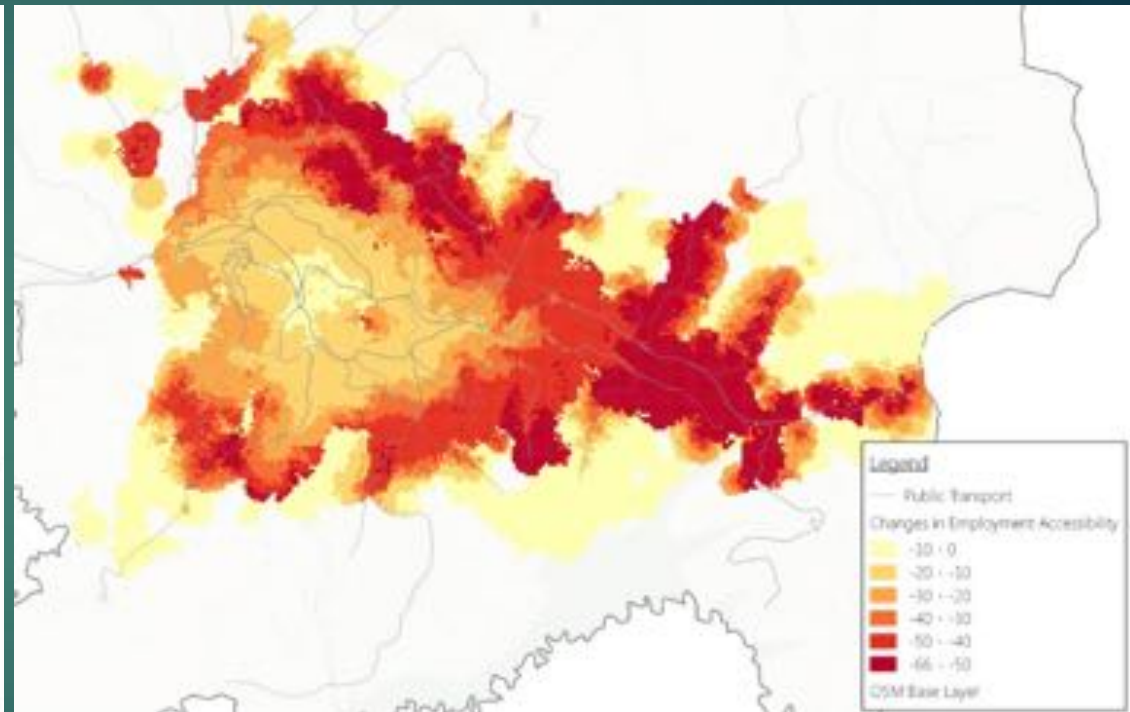 Legend
Public Transport
Changes in Employment Accessibility
-10 - 0
-20 - -10
-30 - -20
-40 - -30
-50 - -40
-66 - -50
OSM Base Layer